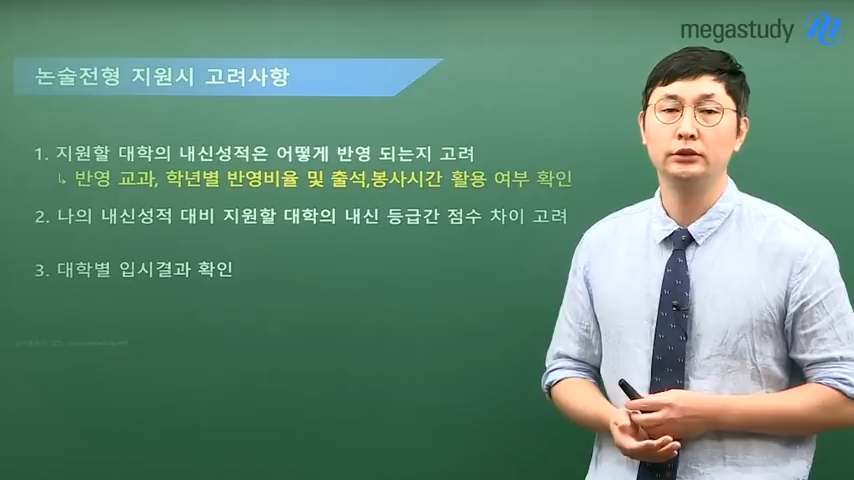 megastudy
논술전형 지원시 고려사항
1. 지원할 대학의 내신성적은 어떻게 반영 되는지 고려
↳ 반영 교과, 학년별 반영비율 및 출석,봉사시간 활용 여부 확인
2. 나의 내신성적 대비 지원할 대학의 내신 등급간 점수 차이 고려
3. 대학별 입시결과 확인